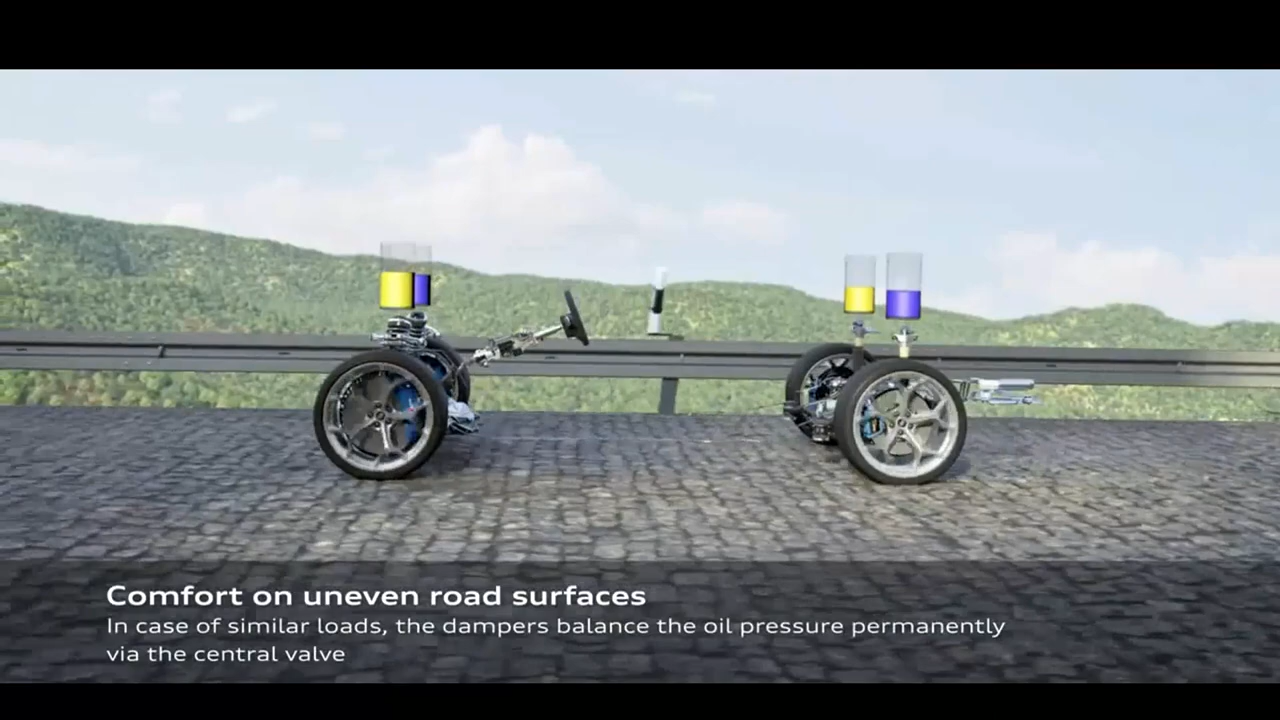 Comfort on uneven road surfaces
In case of similar loads, the dampers balance the oil pressure permanently
via the central valve